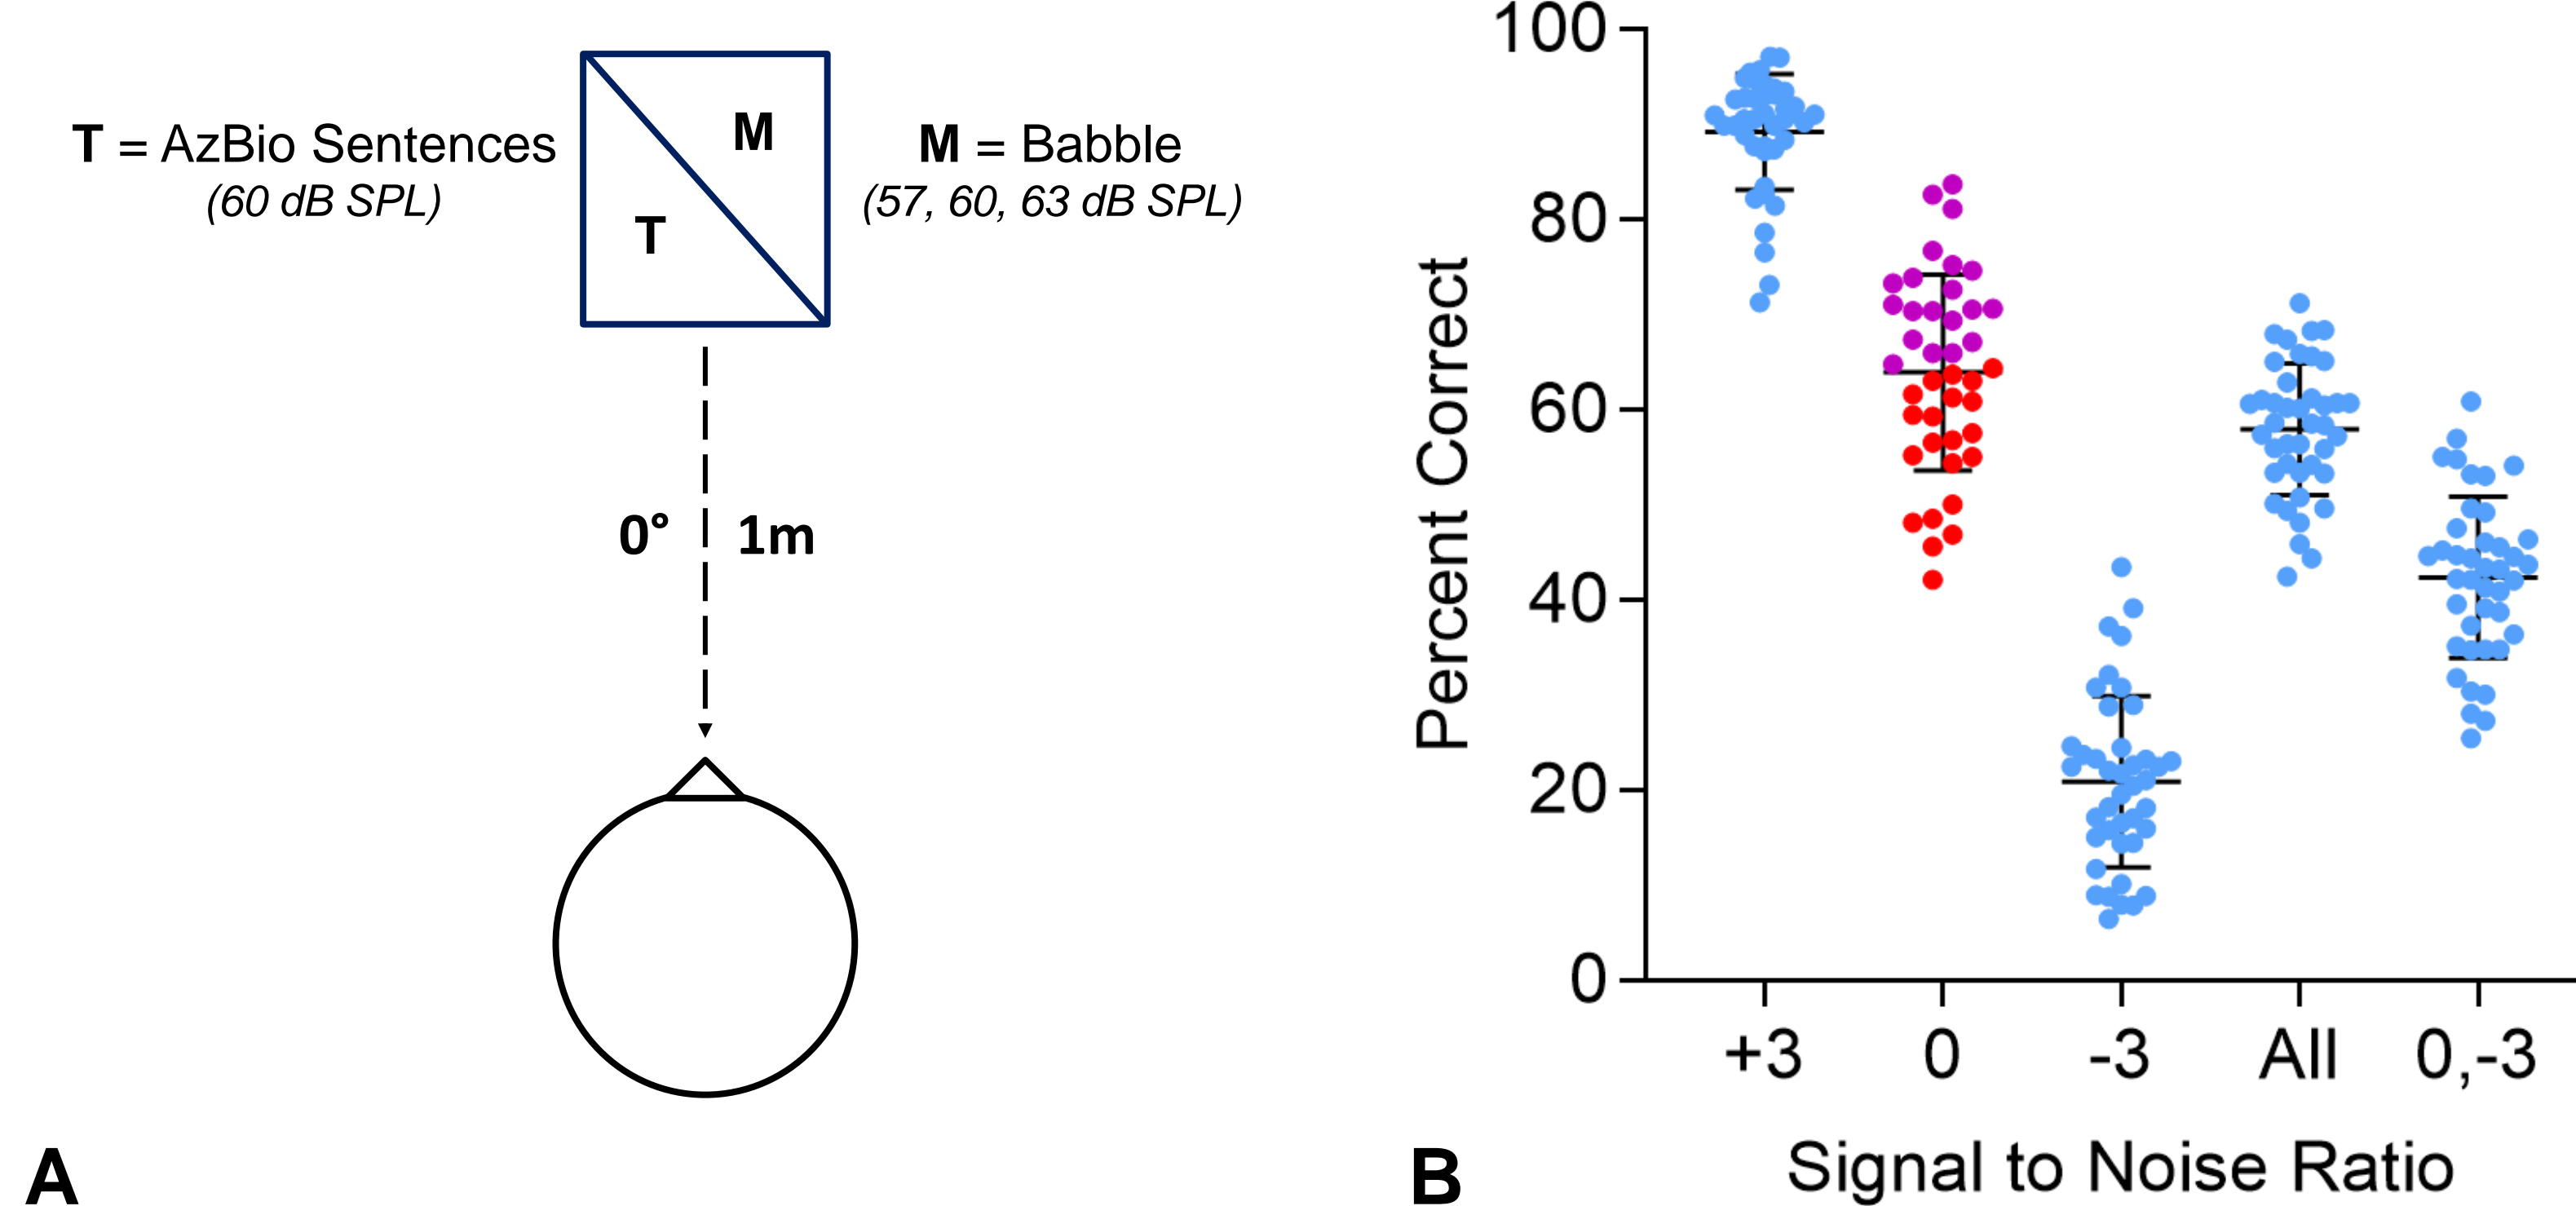 T = AzBio Sentences
(60 dB SPL)
M
T
M = Babble
(57, 60, 63 dB SPL)
0° 1m
A
100
80
60
40
20
0
Percent Correct
+3 0 -3 All 0,-3
Signal to Noise Ratio
B